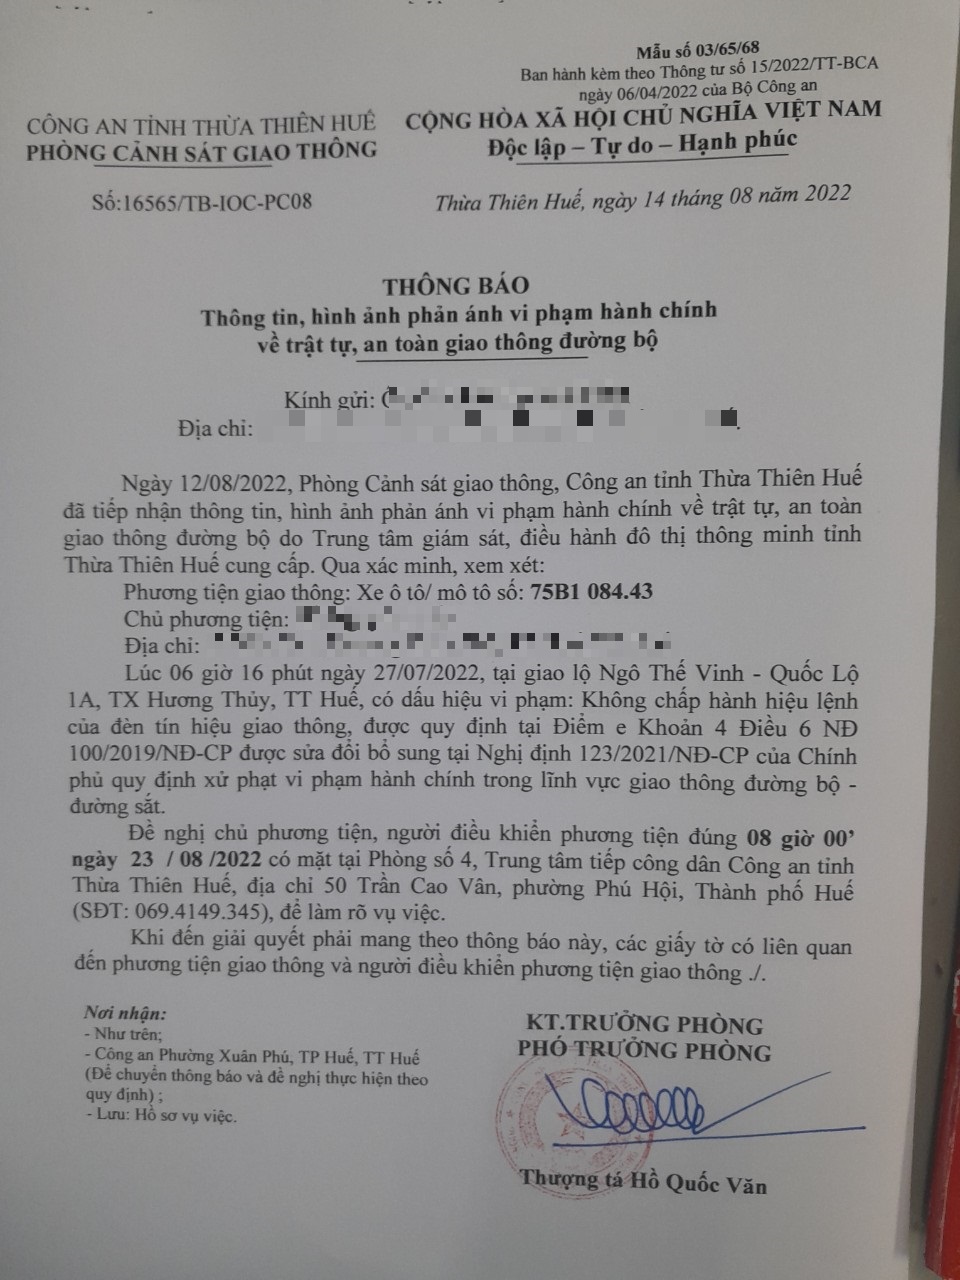 Mẫu số 03/65/68
Ban hành kèm theo Thông tư số 15/2022/TT-BCA
ngày 06/04/2022 của Bộ Công an
CÔNG AN TỈNH THỪA THIÊN HUẾ
PHÒNG CẢNH SÁT GIAO THÔNG
CỘNG HÒA XÃ HỘI CHỦ NGHĨA VIỆT NAM
Độc lập – Tự do – Hạnh phúc
Số:16565/TB-IOC-PC08
Thừa Thiên Huế, ngày 14 tháng 08 năm 2022
THÔNG BÁO
Thông tin, hình ảnh phản ánh vi phạm hành chính
về trật tự, an toàn giao thông đường bộ
Kính gửi:
Địa chỉ:
Ngày 12/08/2022, Phòng Cảnh sát giao thông, Công an tỉnh Thừa Thiên Huế
đã tiếp nhận thông tin, hình ảnh phản ánh vi phạm hành chính về trật tự, an toàn
giao thông đường bộ do Trung tâm giám sát, điều hành đô thị thông minh tỉnh
Thừa Thiên Huế cung cấp. Qua xác minh, xem xét:
Phương tiện giao thông: Xe ô tô/ mô tô số: 75B1 084.43
Chủ phương tiện:
Địa chỉ:
Lúc 06 giờ 16 phút ngày 27/07/2022, tại giao lộ Ngô Thế Vinh - Quốc Lộ
1A, TX Hương Thủy, TT Huế, có dấu hiệu vi phạm: Không chấp hành hiệu lệnh
của đèn tín hiệu giao thông, được quy định tại Điểm e Khoản 4 Điều 6 NĐ
100/2019/NĐ-CP được sửa đổi bổ sung tại Nghị định 123/2021/NĐ-CP của Chính
phủ quy định xử phạt vi phạm hành chính trong lĩnh vực giao thông đường bộ -
đường sắt.
Đề nghị chủ phương tiện, người điều khiển phương tiện đúng 08 giờ 00’
ngày 23 / 08 /2022 có mặt tại Phòng số 4, Trung tâm tiếp công dân Công an tỉnh
Thừa Thiên Huế, địa chỉ 50 Trần Cao Vân, phường Phú Hội, Thành phố Huế
(SĐT: 069.4149.345), để làm rõ vụ việc.
Khi đến giải quyết phải mang theo thông báo này, các giấy tờ có liên quan
đến phương tiện giao thông và người điều khiển phương tiện giao thông ./.
Nơi nhận:
- Như trên;
- Công an Phường Xuân Phú, TP Huế, TT Huế
(Để chuyển thông báo và đề nghị thực hiện theo
quy định) ;
- Lưu: Hồ sơ vụ việc.
KT.TRƯỞNG PHÒNG
PHÓ TRƯỞNG PHÒNG
Thượng tá Hồ Quốc Văn